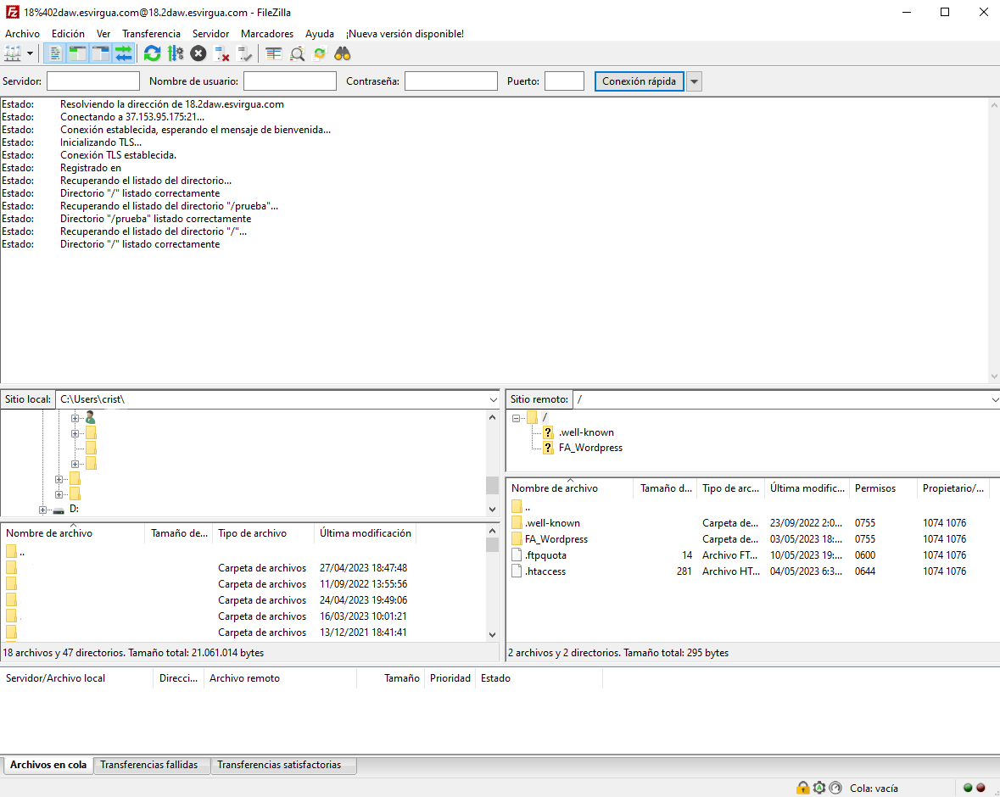 18%402daw.esvirgua.com@18.2daw.esvirgua.com - FileZilla
Archivo Edición Ver Transferencia Servidor Marcadores Ayuda ¡Nueva versión disponible!
Servidor: Nombre de usuario: Contraseña: Puerto: Conexión rápida
Estado: Resolviendo la dirección de 18.2daw.esvirgua.com
Estado: Conectando a 37.153.95.175:21...
Estado: Conexión establecida, esperando el mensaje de bienvenida...
Estado: Inicializando TLS...
Estado: Conexión TLS establecida.
Estado: Registrado en
Estado: Recuperando el listado del directorio...
Estado: Directorio "/" listado correctamente
Estado: Recuperando el listado del directorio "/prueba"...
Estado: Directorio "/prueba" listado correctamente
Estado: Recuperando el listado del directorio "/"...
Estado: Directorio "/" listado correctamente
Sitio local: C:\Users\crist\
D:
Nombre de archivo Tamaño de... Tipo de archivo Última modificación
..
Carpeta de archivos 27/04/2023 18:47:48
Carpeta de archivos 11/09/2022 13:55:56
Carpeta de archivos 24/04/2023 19:49:06
Carpeta de archivos 16/03/2023 10:01:21
Carpeta de archivos 13/12/2021 18:41:41
18 archivos y 47 directorios. Tamaño total: 21.061.014 bytes
Sitio remoto: /
/
.well-known
FA_Wordpress
Nombre de archivo Tamaño d... Tipo de arc... Última modific... Permisos Propietario/...
..
.well-known Carpeta de... 23/09/2022 2:0... 0755 1074 1076
FA_Wordpress Carpeta de... 03/05/2023 18:... 0755 1074 1076
.ftpquota 14 Archivo FT... 10/05/2023 19:... 0600 1074 1076
.htaccess 281 Archivo HT... 04/05/2023 6:3... 0644 1074 1076
2 archivos y 2 directorios. Tamaño total: 295 bytes
Servidor/Archivo local Direcci... Archivo remoto Tamaño Prioridad Estado
Archivos en cola Transferencias fallidas Transferencias satisfactorias
Cola: vacía